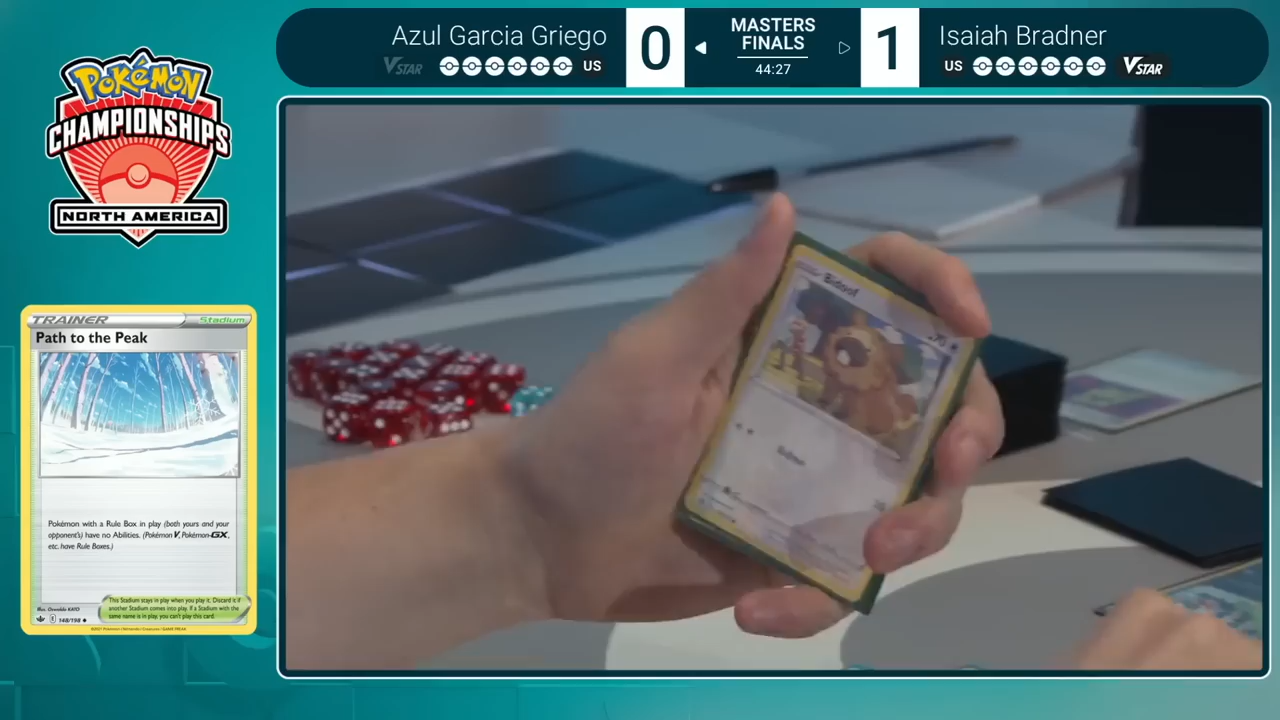 Azul Garcia Griego
VSTAR
US
0
MASTERS
FINALS
44:27
1
Isaiah Bradner
US
VSTAR
Pokémon
CHAMPIONSHIPS
NORTH AMERICA
TRAINER
Stadium
Path to the Peak
Pokémon with a Rule Box in play (both yours and your
opponent's) have no Abilities. (Pokémon V, Pokémon-GX,
etc. have Rule Boxes.)
This Stadium stays in play when you play it. Discard it if
another Stadium comes into play. If a Stadium with the
same name is in play, you can't play this card.
148/198
Bidoof
70